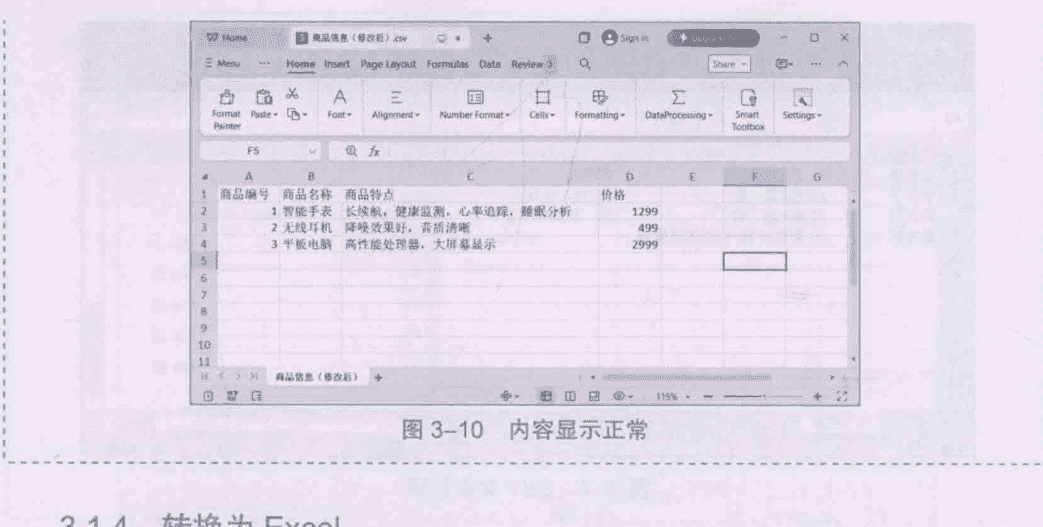 Home 商品信息（修改后）.csv + Sign in
Menu ... Home Insert Page Layout Formulas Data Review Share ...
Format Painter Paste Font Alignment Number Format Cells Formatting DataProcessing Smart Toolbox Settings
F5 fx
A B C D E F G
1 商品编号 商品名称 商品特点 价格
2 1 智能手表 长续航，健康监测，心率追踪，睡眠分析 1299
3 2 无线耳机 降噪效果好，音质清晰 499
4 3 平板电脑 高性能处理器，大屏幕显示 2999
5
6
7
8
9
10
11
商品信息（修改后） +
115% - +
图 3–10 内容显示正常
3.1.4 转换为 Excel